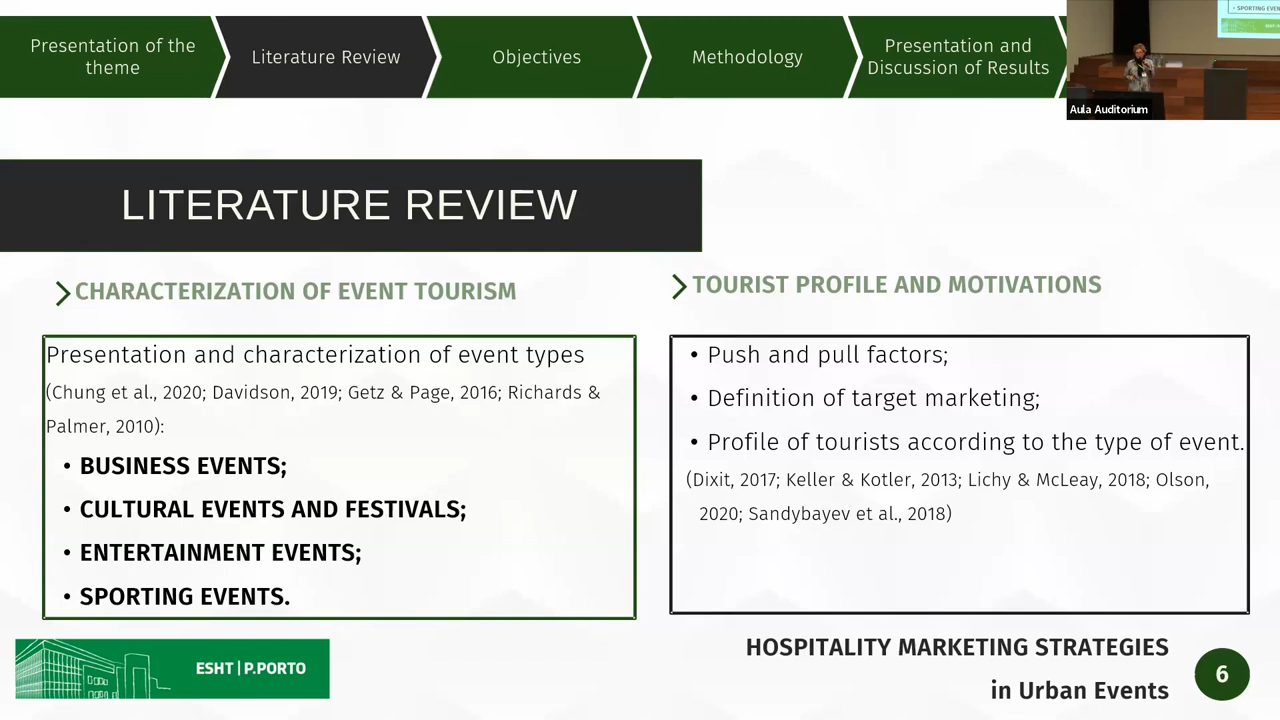 Presentation of the
theme
Literature Review
Objectives
Methodology
Presentation and
Discussion of Results
• SPORTING EVEN
Aula Auditorium
LITERATURE REVIEW
CHARACTERIZATION OF EVENT TOURISM
Presentation and characterization of event types
(Chung et al., 2020; Davidson, 2019; Getz & Page, 2016; Richards &
Palmer, 2010):
• BUSINESS EVENTS;
• CULTURAL EVENTS AND FESTIVALS;
• ENTERTAINMENT EVENTS;
• SPORTING EVENTS.
TOURIST PROFILE AND MOTIVATIONS
• Push and pull factors;
• Definition of target marketing;
• Profile of tourists according to the type of event.
(Dixit, 2017; Keller & Kotler, 2013; Lichy & McLeay, 2018; Olson,
2020; Sandybayev et al., 2018)
ESHT | P.PORTO
HOSPITALITY MARKETING STRATEGIES
in Urban Events
6